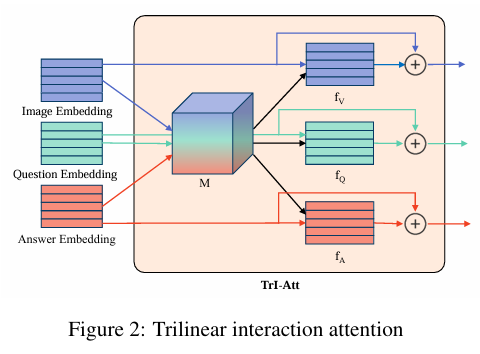 Image Embedding
Question Embedding
Answer Embedding
M
f_V
+
f_Q
+
f_A
+
TrI-Att
Figure 2: Trilinear interaction attention